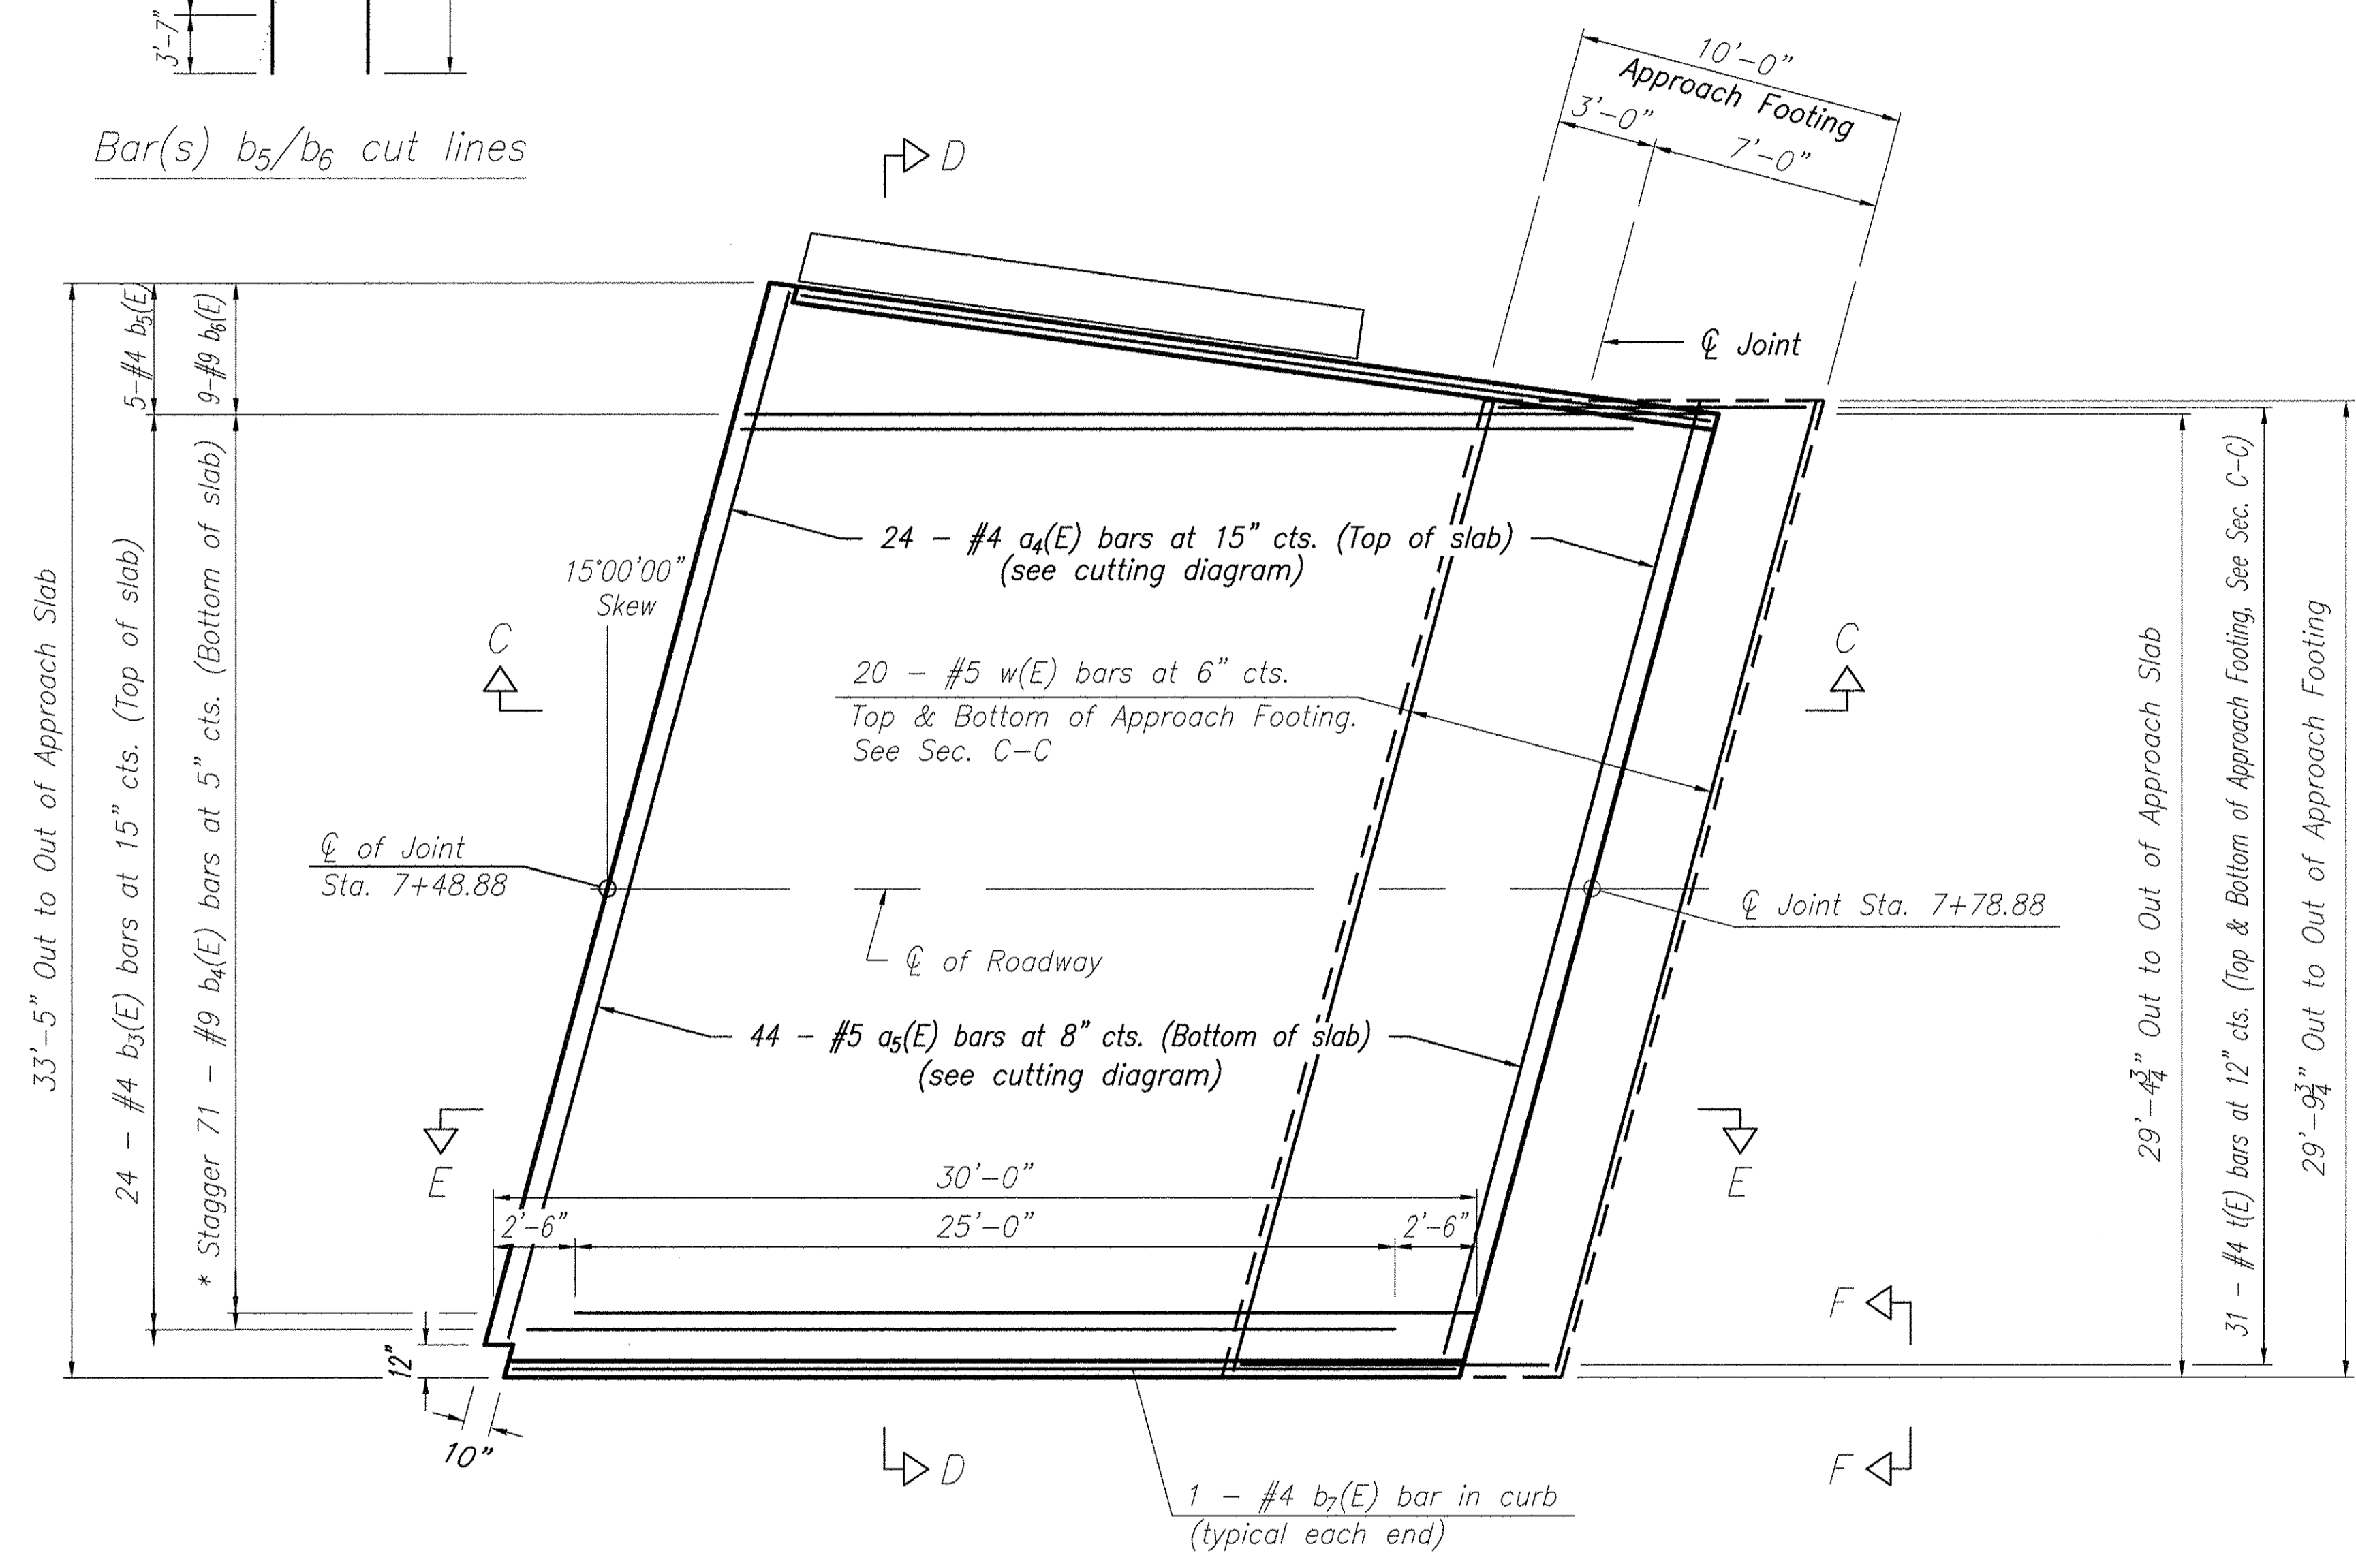 3'-7"
Bar(s) b5/b6 cut lines
D
10'-0"
Approach Footing
3'-0"
7'-0"
℄ Joint
33'-5" Out to Out of Approach Slab
5-#4 b5(E)
24 - #4 b3(E) bars at 15" cts. (Top of slab)
9-#9 b6(E)
* Stagger 71 - #9 b4(E) bars at 5" cts. (Bottom of slab)
24 - #4 a4(E) bars at 15" cts. (Top of slab)
(see cutting diagram)
15°00'00"
Skew
C
C
20 - #5 w(E) bars at 6" cts.
Top & Bottom of Approach Footing.
See Sec. C-C
℄ of Joint
Sta. 7+48.88
℄ Joint Sta. 7+78.88
℄ of Roadway
44 - #5 a5(E) bars at 8" cts. (Bottom of slab)
(see cutting diagram)
E
E
30'-0"
2'-6"
25'-0"
2'-6"
12"
10"
F
F
D
1 - #4 b7(E) bar in curb
(typical each end)
29'-4¾" Out to Out of Approach Slab
31 - #4 t(E) bars at 12" cts. (Top & Bottom of Approach Footing, See Sec. C-C)
29'-9¾" Out to Out of Approach Footing